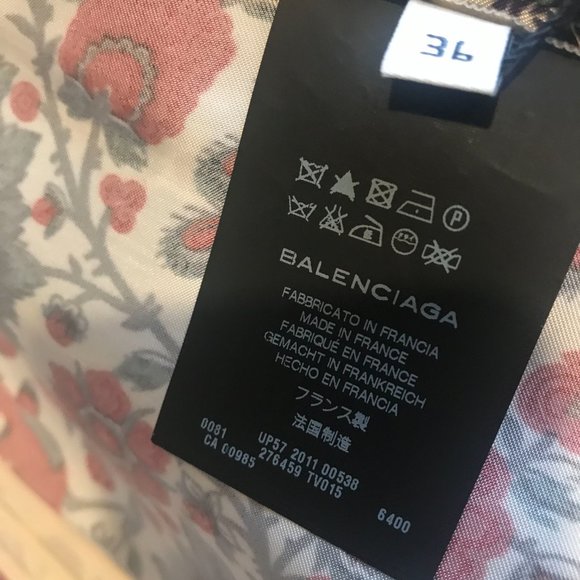 36
BALENCIAGA
FABBRICATO IN FRANCIA
MADE IN FRANCE
FABRIQUÉ EN FRANCE
GEMACHT IN FRANKREICH
HECHO EN FRANCIA
フランス製
法国制造
0081 UP57 2011 00538
CA 00985 276459 TV015 6400